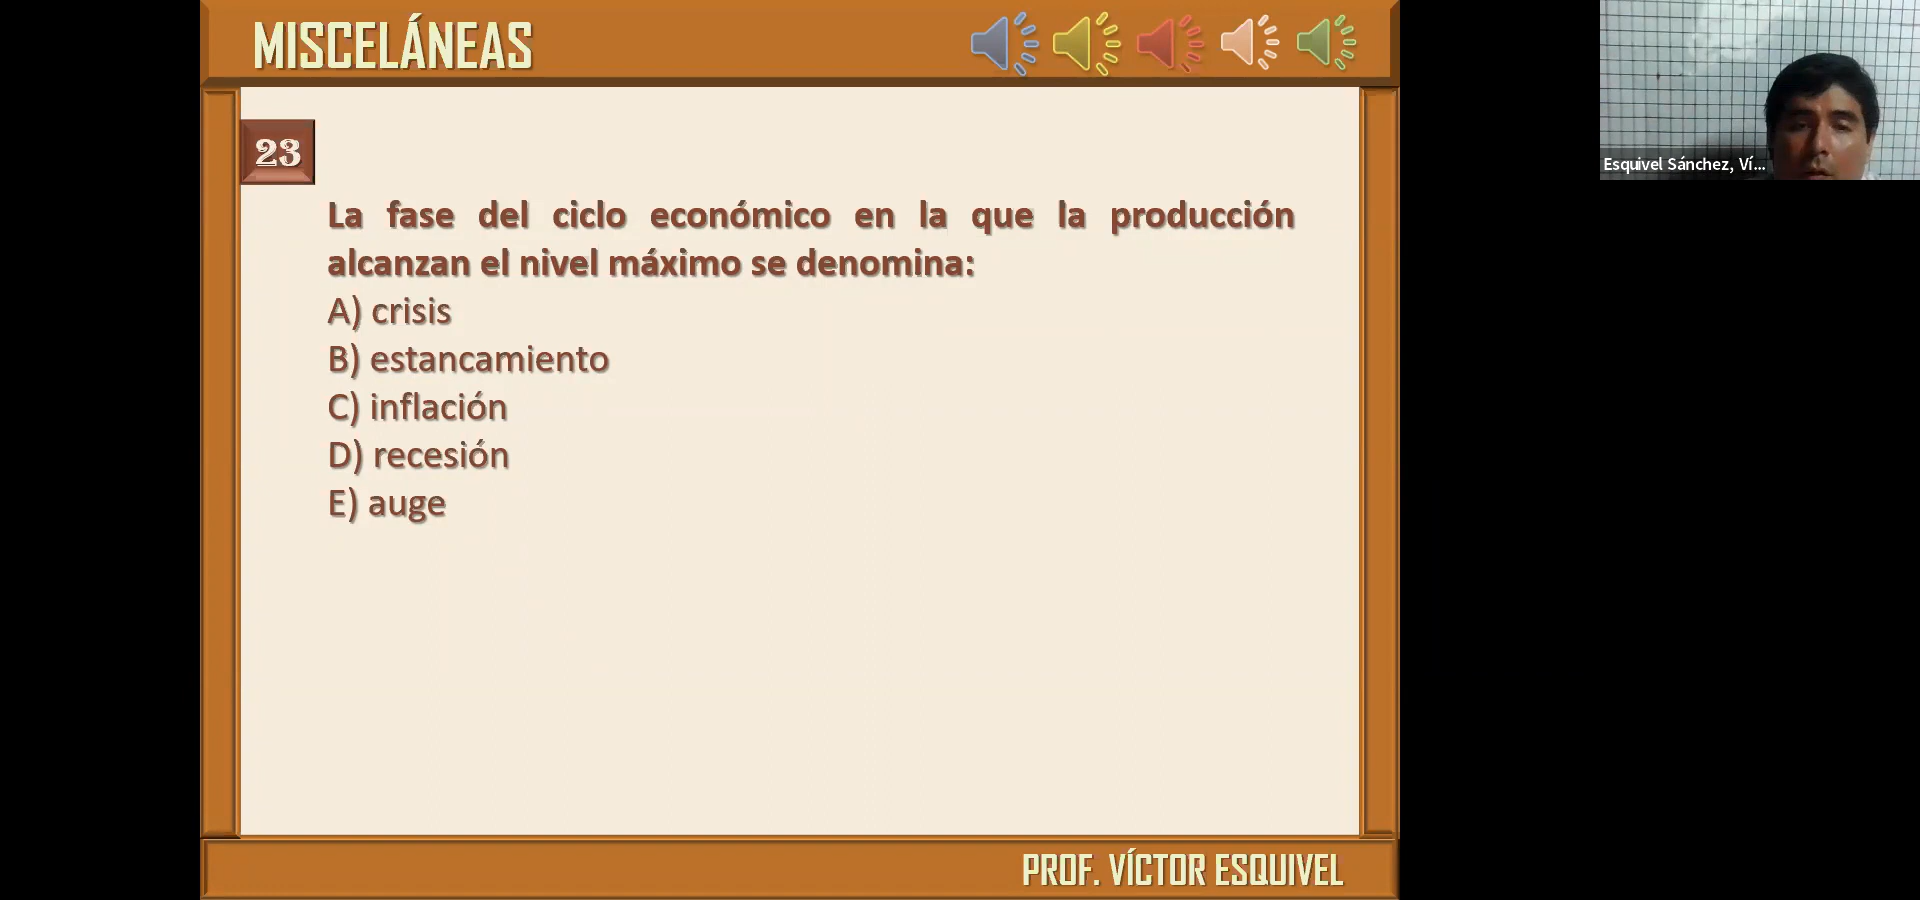 MISCELÁNEAS
Esquivel Sánchez, Ví...
23
La fase del ciclo económico en la que la producción
alcanzan el nivel máximo se denomina:
A) crisis
B) estancamiento
C) inflación
D) recesión
E) auge
PROF. VÍCTOR ESQUIVEL